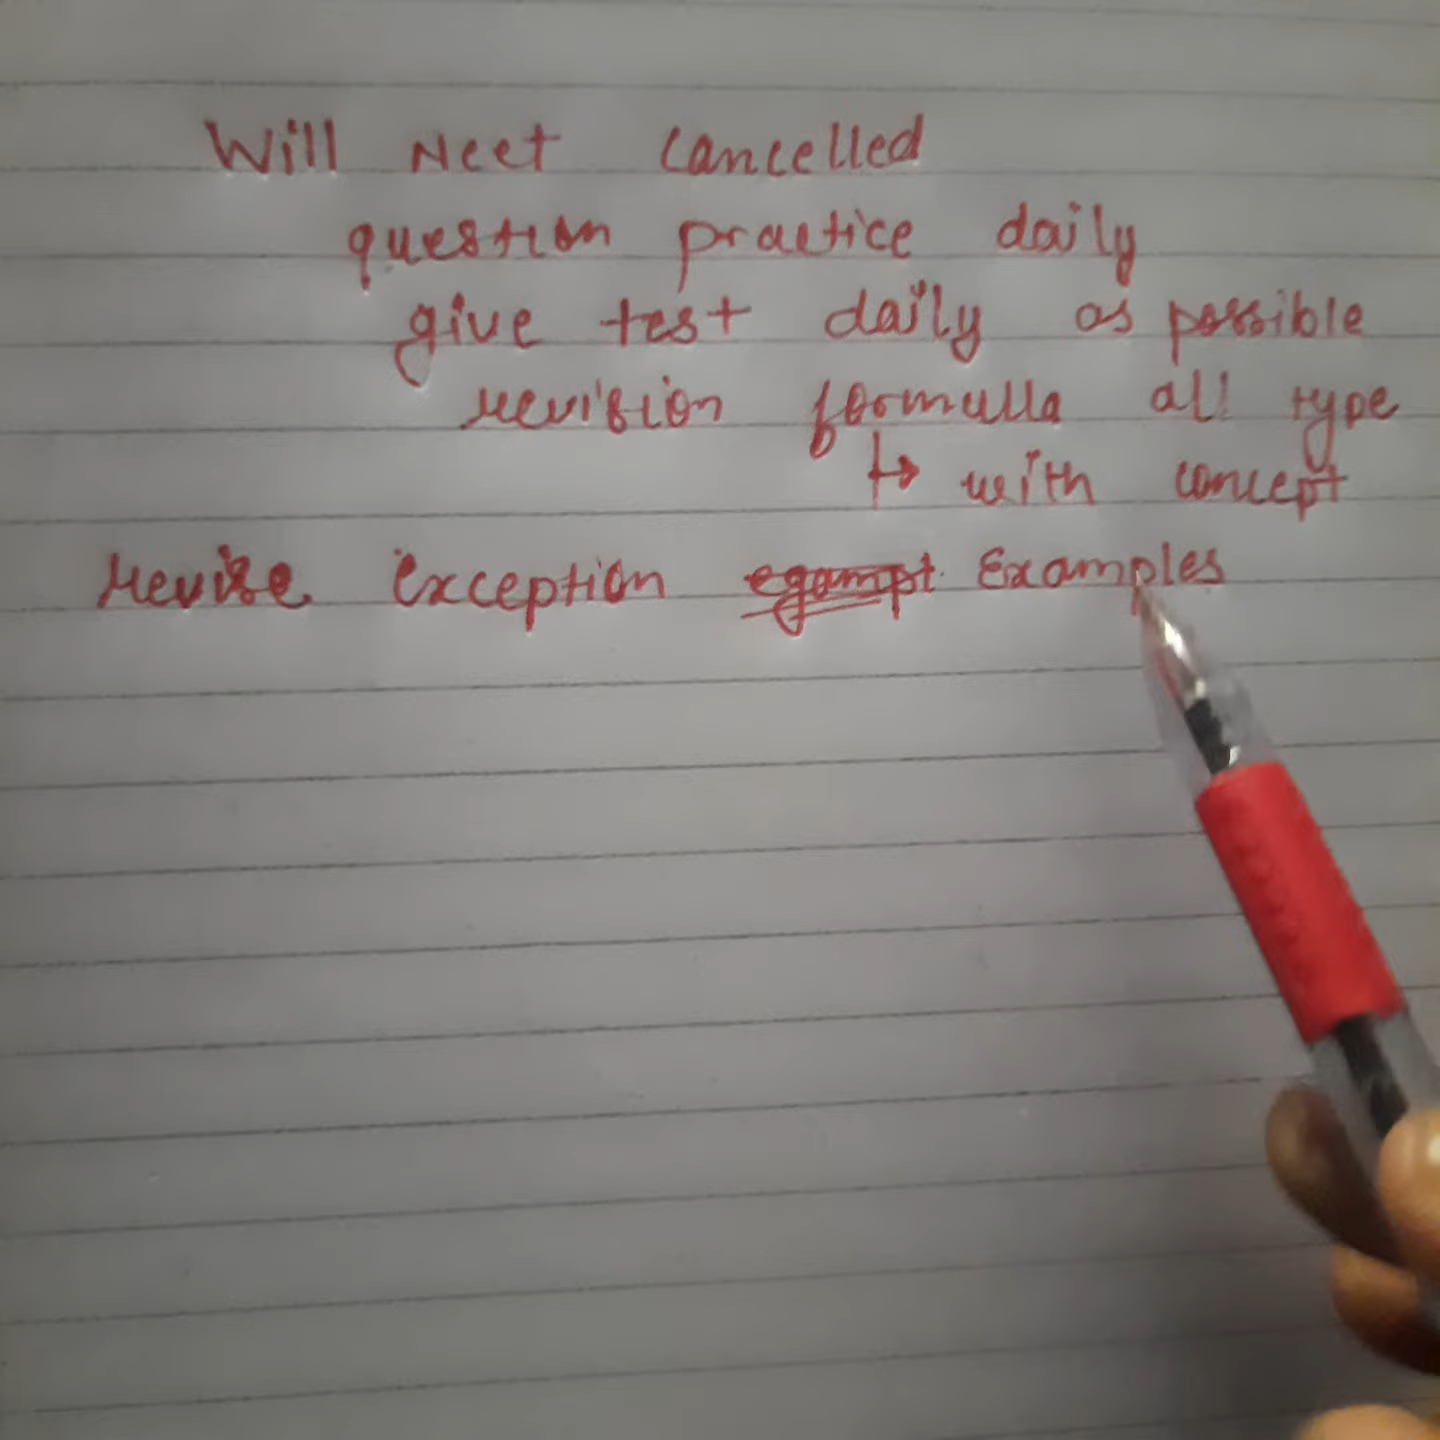 Will Neet cancelled
question practice daily
give test daily as possible
revision formulla all type
↳ with concept
revise exception Examples